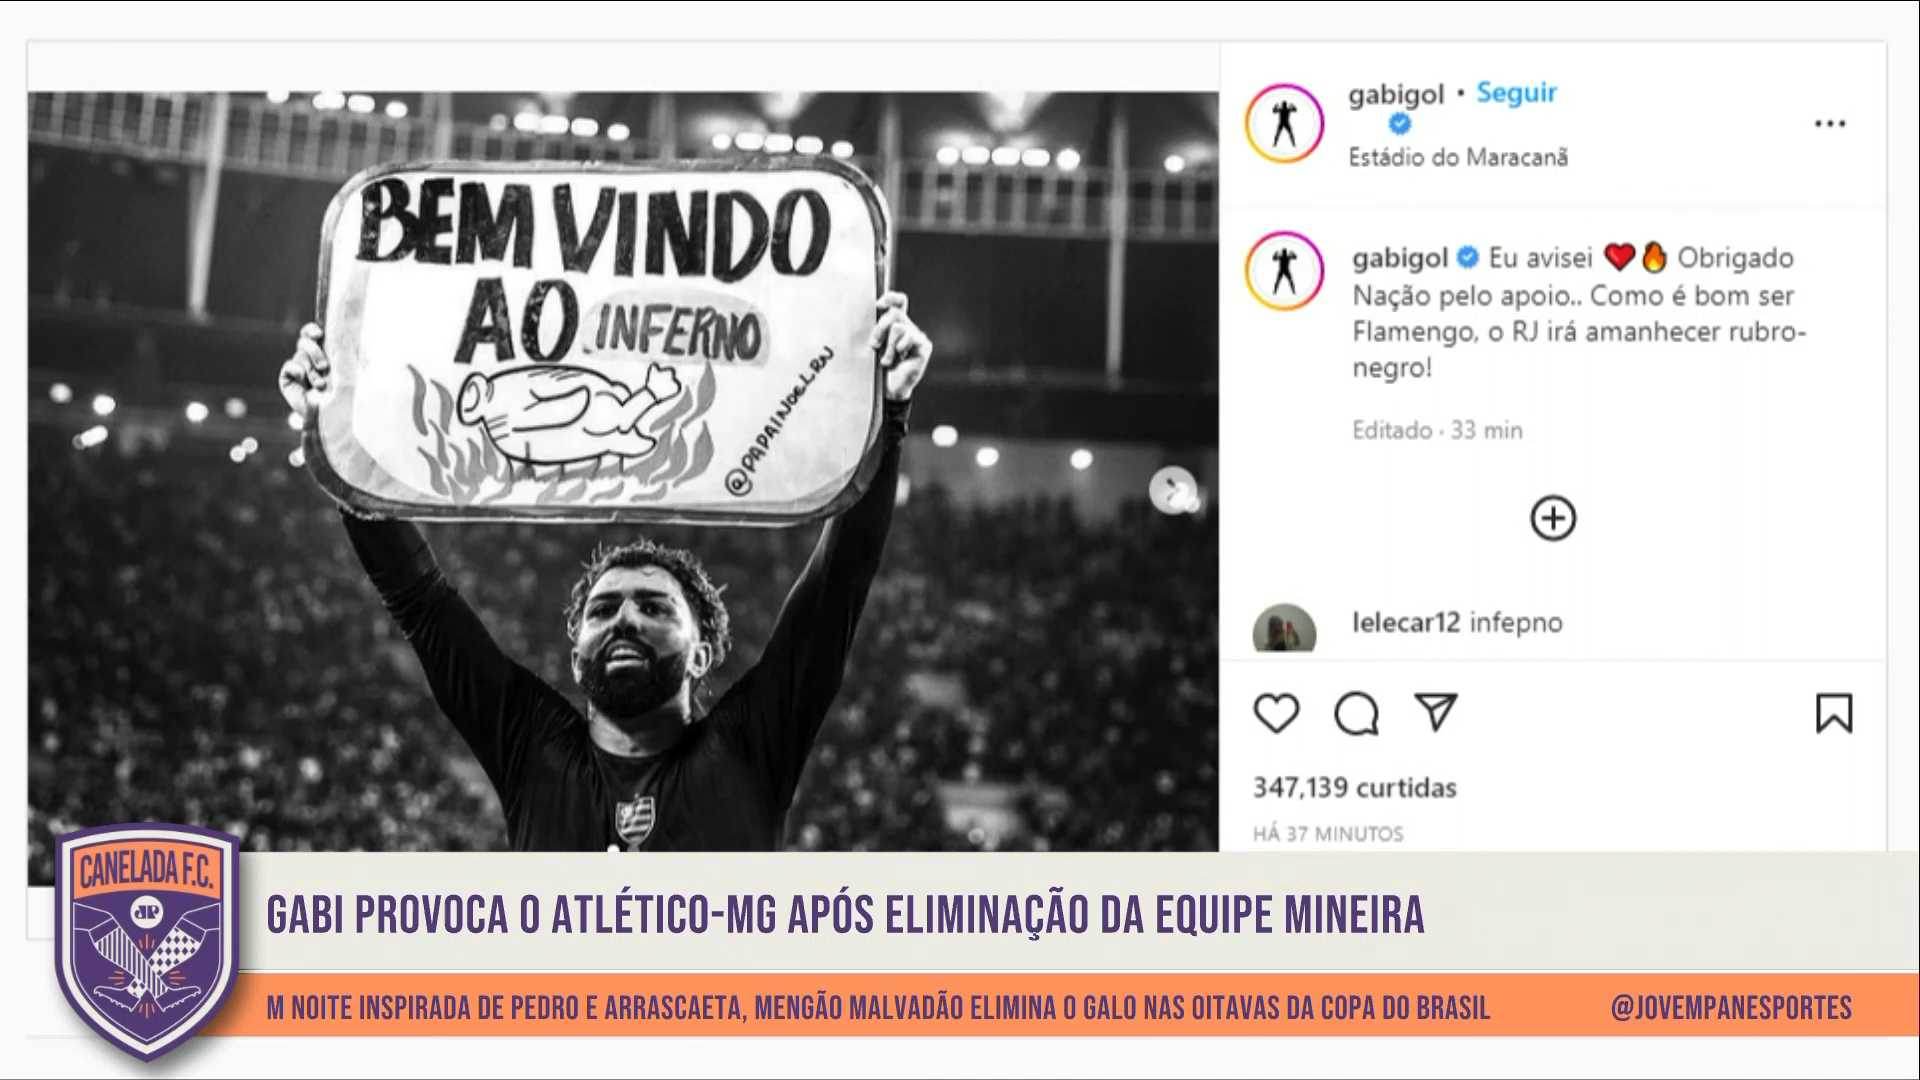 BEM VINDO
AO INFERNO
@PAPAINOELRN
gabigol • Seguir
Estádio do Maracanã
gabigol Eu avisei ❤️🔥 Obrigado
Nação pelo apoio.. Como é bom ser
Flamengo, o RJ irá amanhecer rubro-
negro!
Editado · 33 min
lelecar12 infepno
347,139 curtidas
HÁ 37 MINUTOS
CANELADA F.C.
JP
GABI PROVOCA O ATLÉTICO-MG APÓS ELIMINAÇÃO DA EQUIPE MINEIRA
M NOITE INSPIRADA DE PEDRO E ARRASCAETA, MENGÃO MALVADÃO ELIMINA O GALO NAS OITAVAS DA COPA DO BRASIL
@JOVEMPANESPORTES